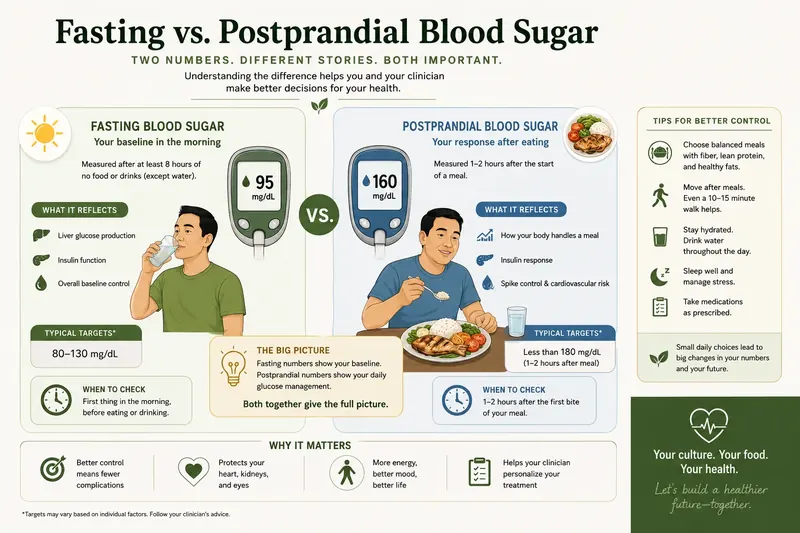 Fasting vs. Postprandial Blood Sugar
TWO NUMBERS. DIFFERENT STORIES. BOTH IMPORTANT.
Understanding the difference helps you and your clinician
make better decisions for your health.
FASTING BLOOD SUGAR
Your baseline in the morning
Measured after at least 8 hours of
no food or drinks (except water).
95
mg/dL
WHAT IT REFLECTS
Liver glucose production
Insulin function
Overall baseline control
TYPICAL TARGETS*
80–130 mg/dL
WHEN TO CHECK
First thing in the morning,
before eating or drinking.
VS.
POSTPRANDIAL BLOOD SUGAR
Your response after eating
Measured 1–2 hours after the start
of a meal.
160
mg/dL
WHAT IT REFLECTS
How your body handles a meal
Insulin response
Spike control & cardiovascular risk
TYPICAL TARGETS*
Less than 180 mg/dL
(1–2 hours after meal)
WHEN TO CHECK
1–2 hours after the first bite
of your meal.
THE BIG PICTURE
Fasting numbers show your baseline.
Postprandial numbers show your daily
glucose management.
Both together give the full picture.
WHY IT MATTERS
Better control
means fewer
complications
Protects your
heart, kidneys,
and eyes
More energy,
better mood,
better life
Helps your clinician
personalize your
treatment
*Targets may vary based on individual factors. Follow your clinician's advice.
TIPS FOR BETTER CONTROL
Choose balanced meals
with fiber, lean protein,
and healthy fats.
Move after meals.
Even a 10–15 minute
walk helps.
Stay hydrated.
Drink water
throughout the day.
Sleep well and
manage stress.
Take medications
as prescribed.
Small daily choices lead to
big changes in your numbers
and your future.
Your culture. Your food.
Your health.
Let's build a healthier
future—together.